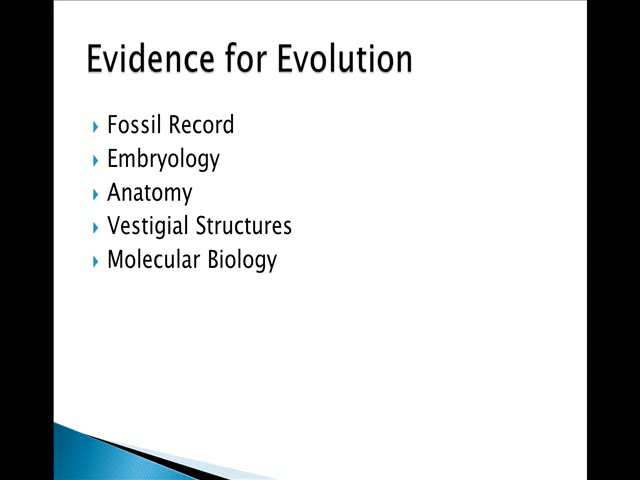 Evidence for Evolution
Fossil Record
Embryology
Anatomy
Vestigial Structures
Molecular Biology